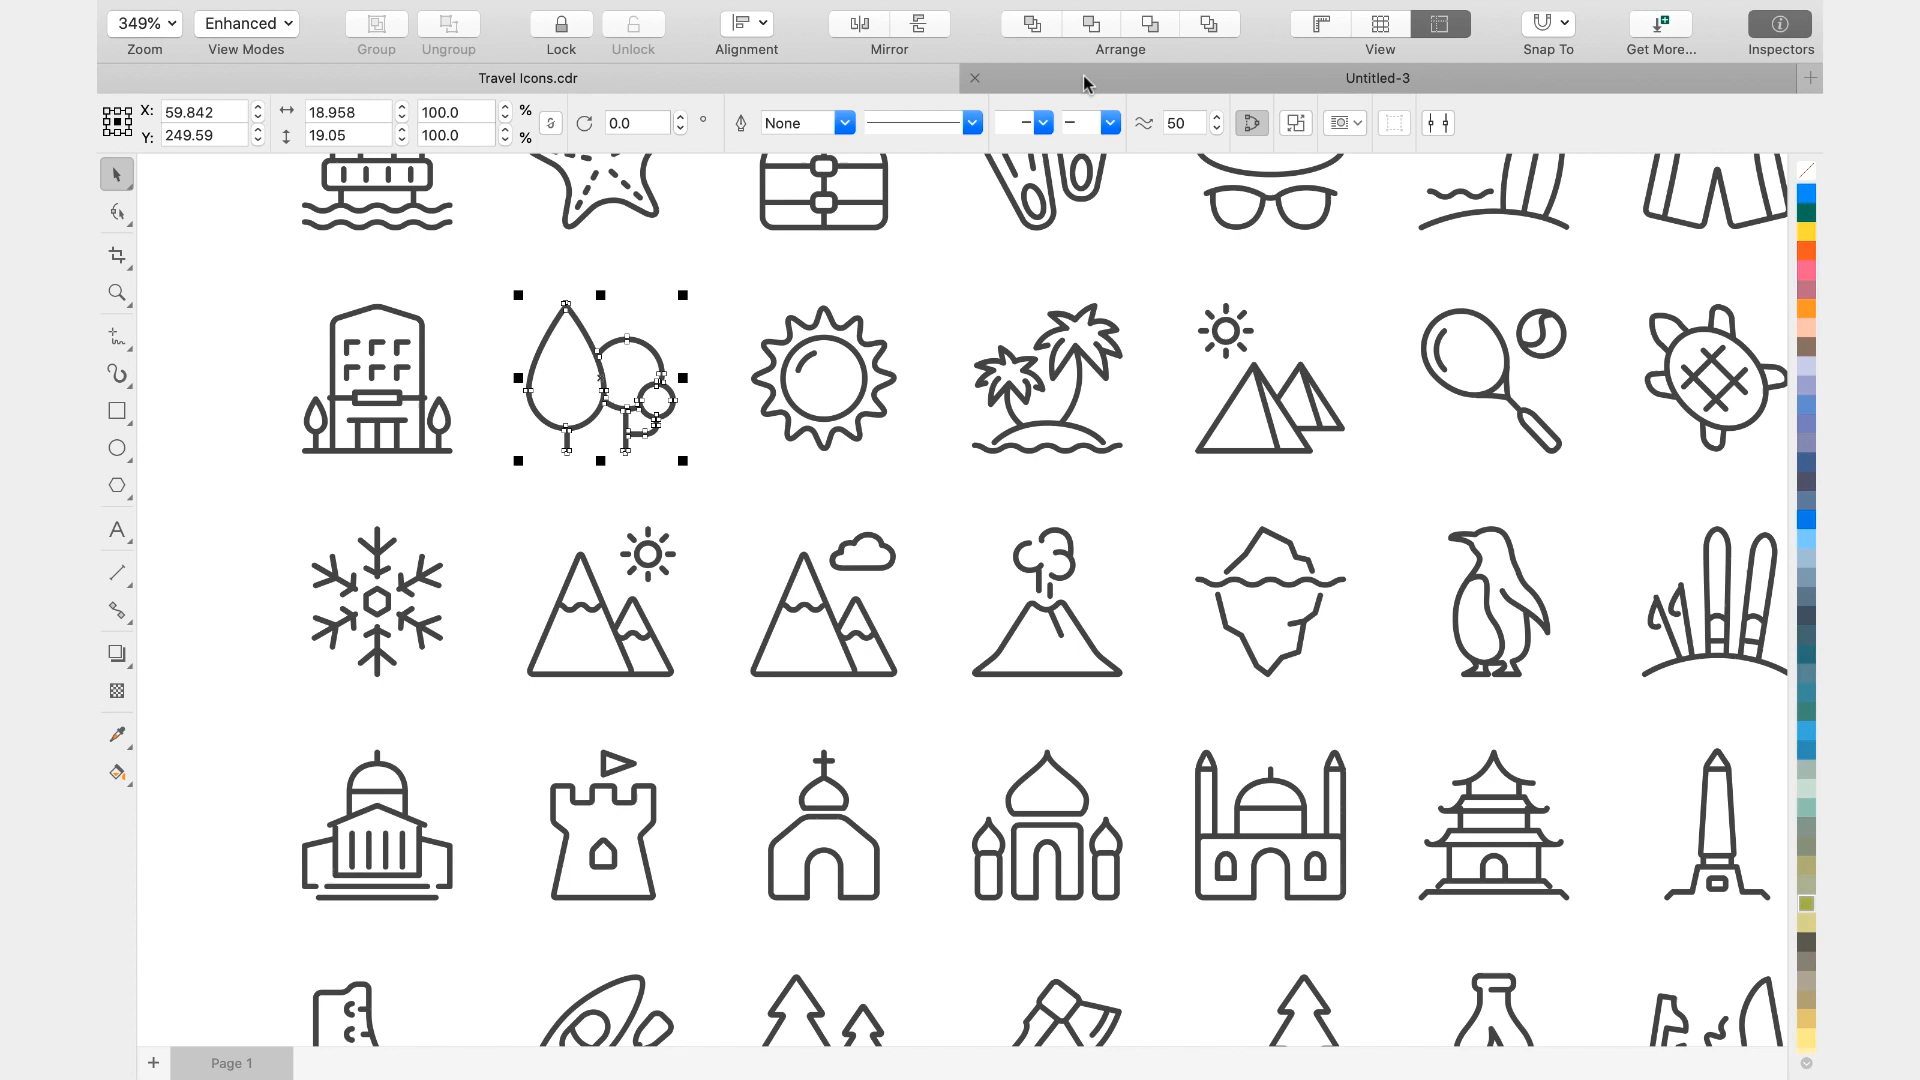 349%
Enhanced
Zoom
View Modes
Group
Ungroup
Lock
Unlock
Alignment
Mirror
Arrange
View
Snap To
Get More...
Inspectors
Travel Icons.cdr
Untitled-3
X: 59.842
18.958
100.0 %
Y: 249.59
19.05
100.0 %
0.0 °
None
50
Page 1